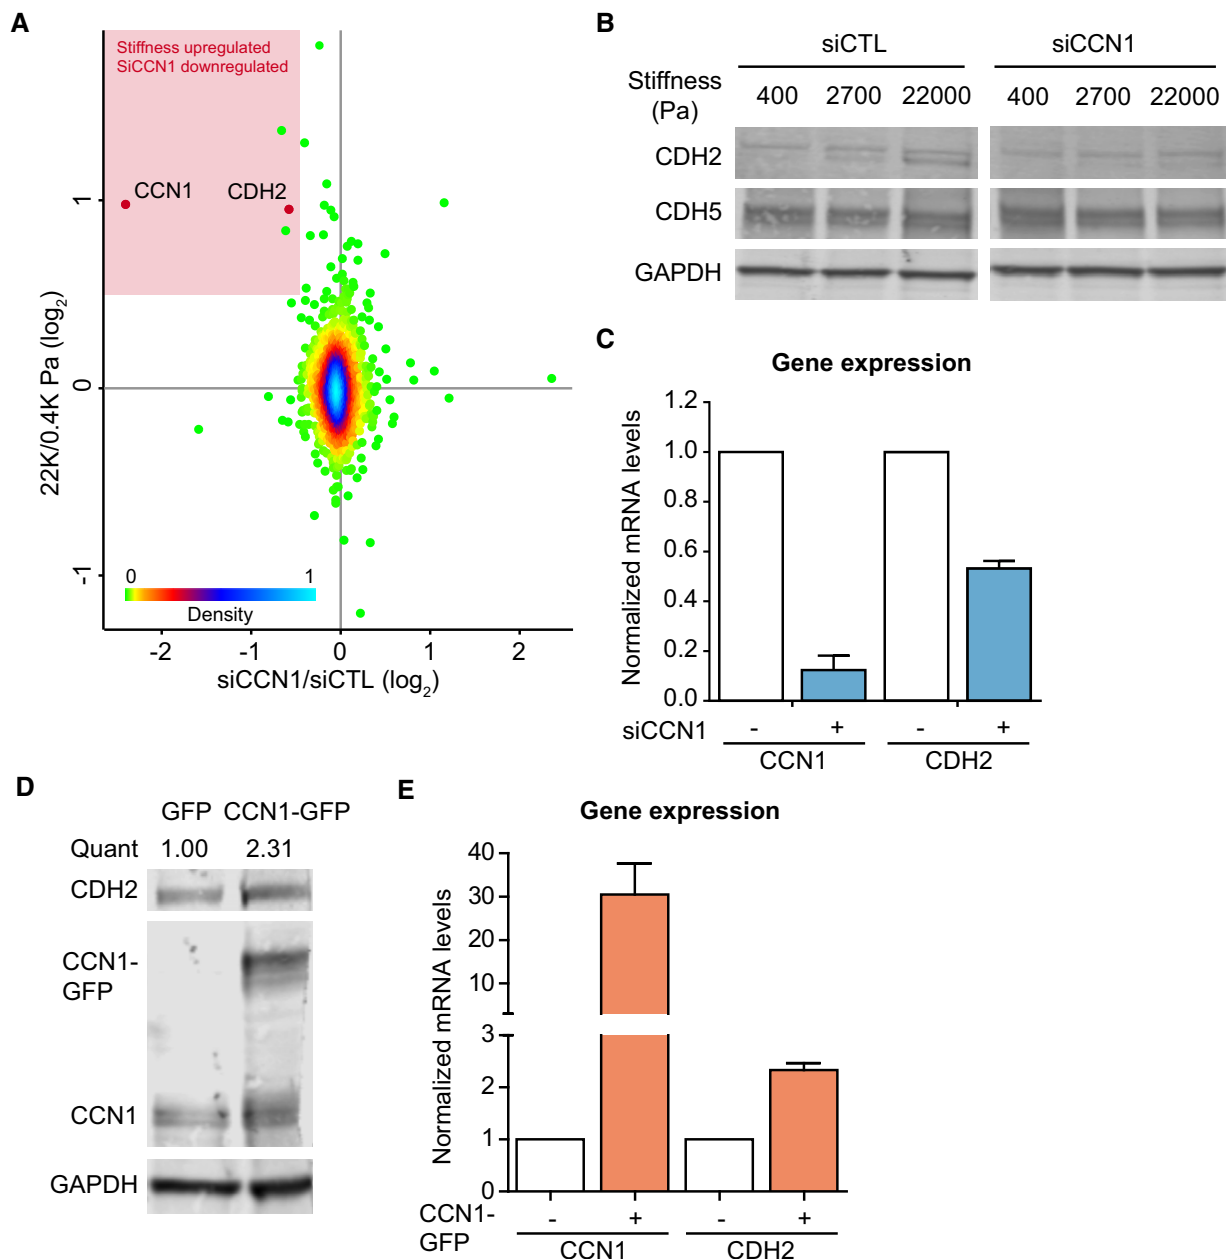 A
Stiffness upregulated
SiCCN1 downregulated
CCN1
CDH2
22K/0.4K Pa (log2)
1
0
-1
0 1
Density
-2 -1 0 1 2
siCCN1/siCTL (log2)
B
siCTL siCCN1
Stiffness
(Pa)
400 2700 22000 400 2700 22000
CDH2
CDH5
GAPDH
C
Gene expression
Normalized mRNA levels
1.2
1.0
0.8
0.6
0.4
0.2
0.0
siCCN1 - + - +
CCN1 CDH2
D
GFP CCN1-GFP
Quant 1.00 2.31
CDH2
CCN1-
GFP
CCN1
GAPDH
E
Gene expression
Normalized mRNA levels
40
30
20
10
3
2
1
0
CCN1-
GFP
- + - +
CCN1 CDH2